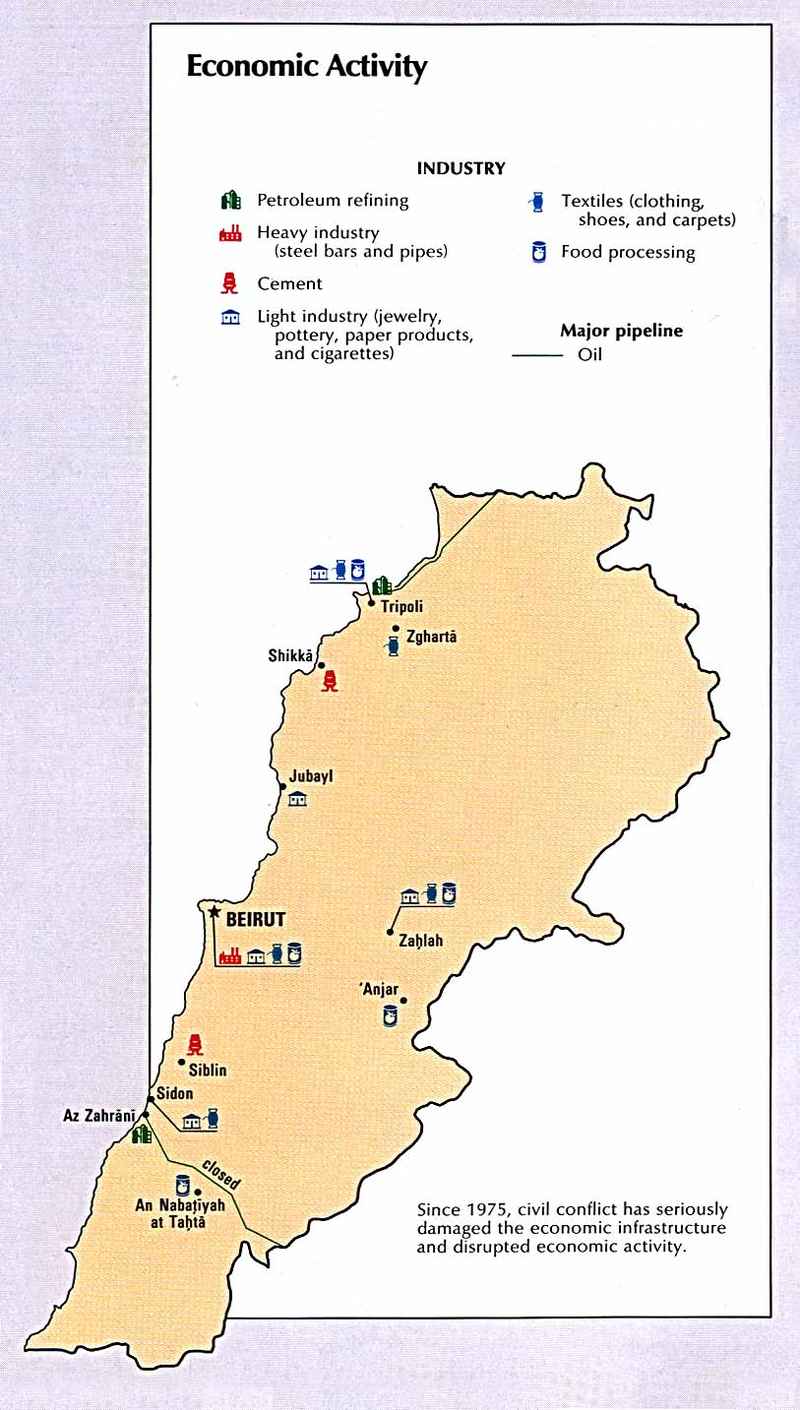 Economic Activity
INDUSTRY
Petroleum refining
Heavy industry
(steel bars and pipes)
Cement
Light industry (jewelry,
pottery, paper products,
and cigarettes)
Textiles (clothing,
shoes, and carpets)
Food processing
Major pipeline
Oil
Tripoli
Zghartā
Shikkā
Jubayl
BEIRUT
Zaḩlah
'Anjar
Siblin
Sidon
Az Zahrānī
closed
An Nabaţīyah
at Taḩtā
Since 1975, civil conflict has seriously
damaged the economic infrastructure
and disrupted economic activity.